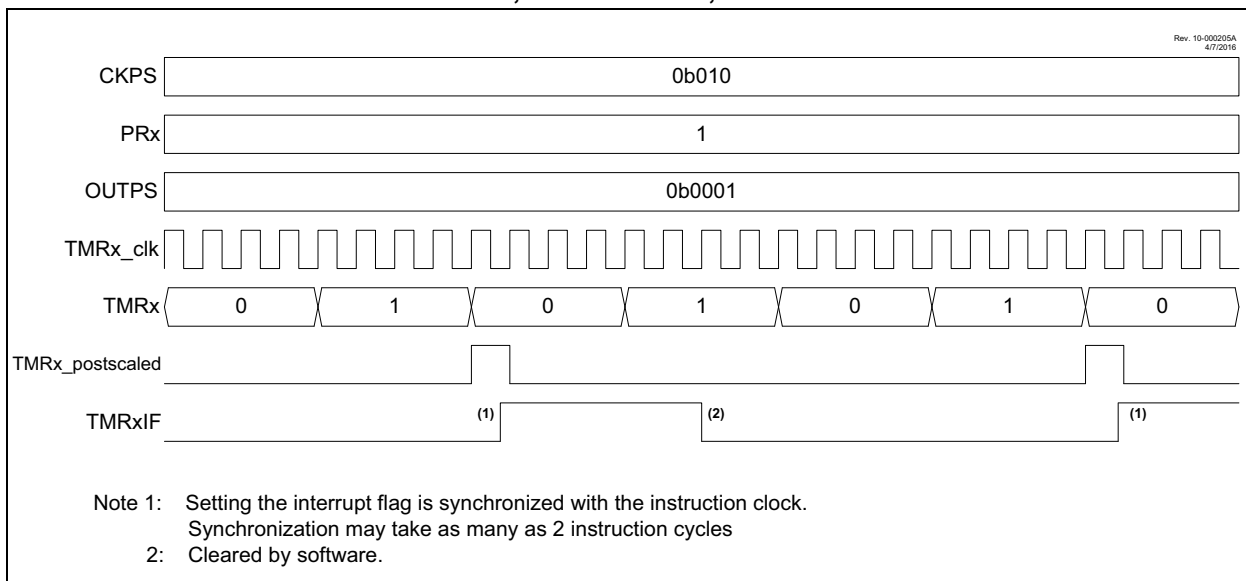 Rev. 10-000205A
4/7/2016
CKPS 0b010
PRx 1
OUTPS 0b0001
TMRx_clk
TMRx 0 1 0 1 0 1 0
TMRx_postscaled
TMRxIF (1) (2) (1)
Note 1: Setting the interrupt flag is synchronized with the instruction clock.
Synchronization may take as many as 2 instruction cycles
2: Cleared by software.